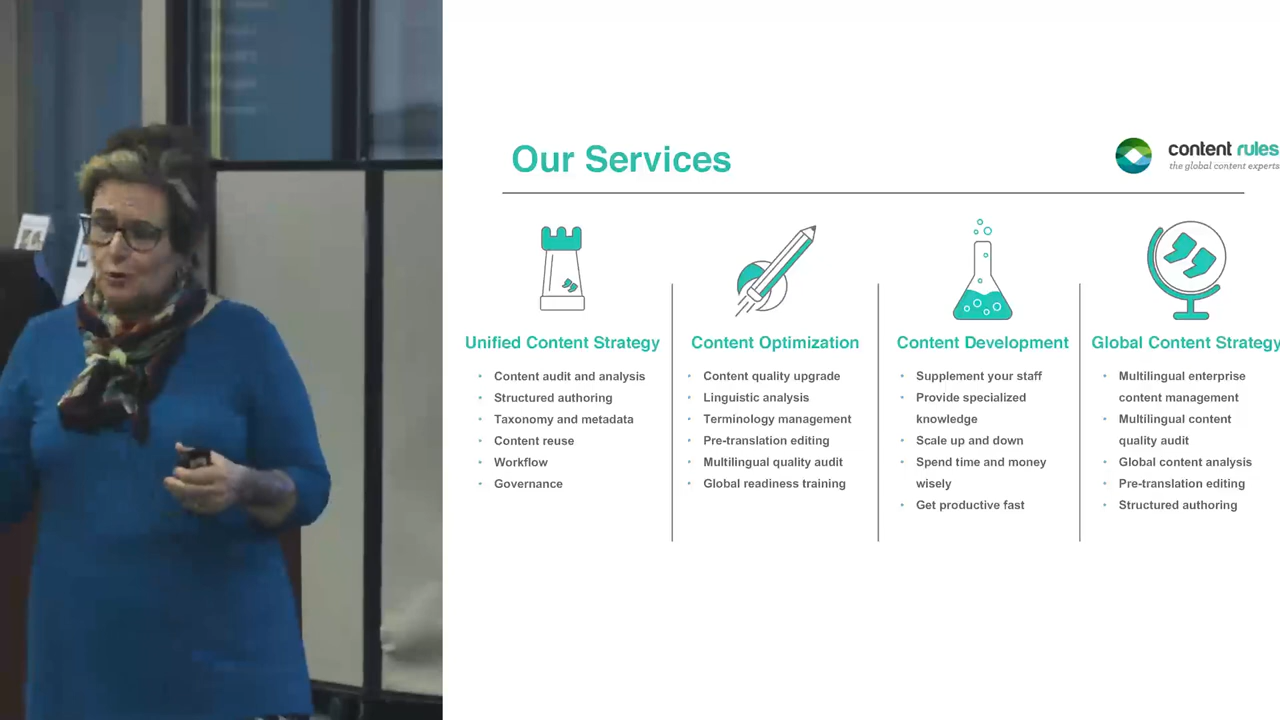 Our Services
content rules
the global content experts
Unified Content Strategy
Content audit and analysis
Structured authoring
Taxonomy and metadata
Content reuse
Workflow
Governance
Content Optimization
Content quality upgrade
Linguistic analysis
Terminology management
Pre-translation editing
Multilingual quality audit
Global readiness training
Content Development
Supplement your staff
Provide specialized
knowledge
Scale up and down
Spend time and money
wisely
Get productive fast
Global Content Strategy
Multilingual enterprise
content management
Multilingual content
quality audit
Global content analysis
Pre-translation editing
Structured authoring